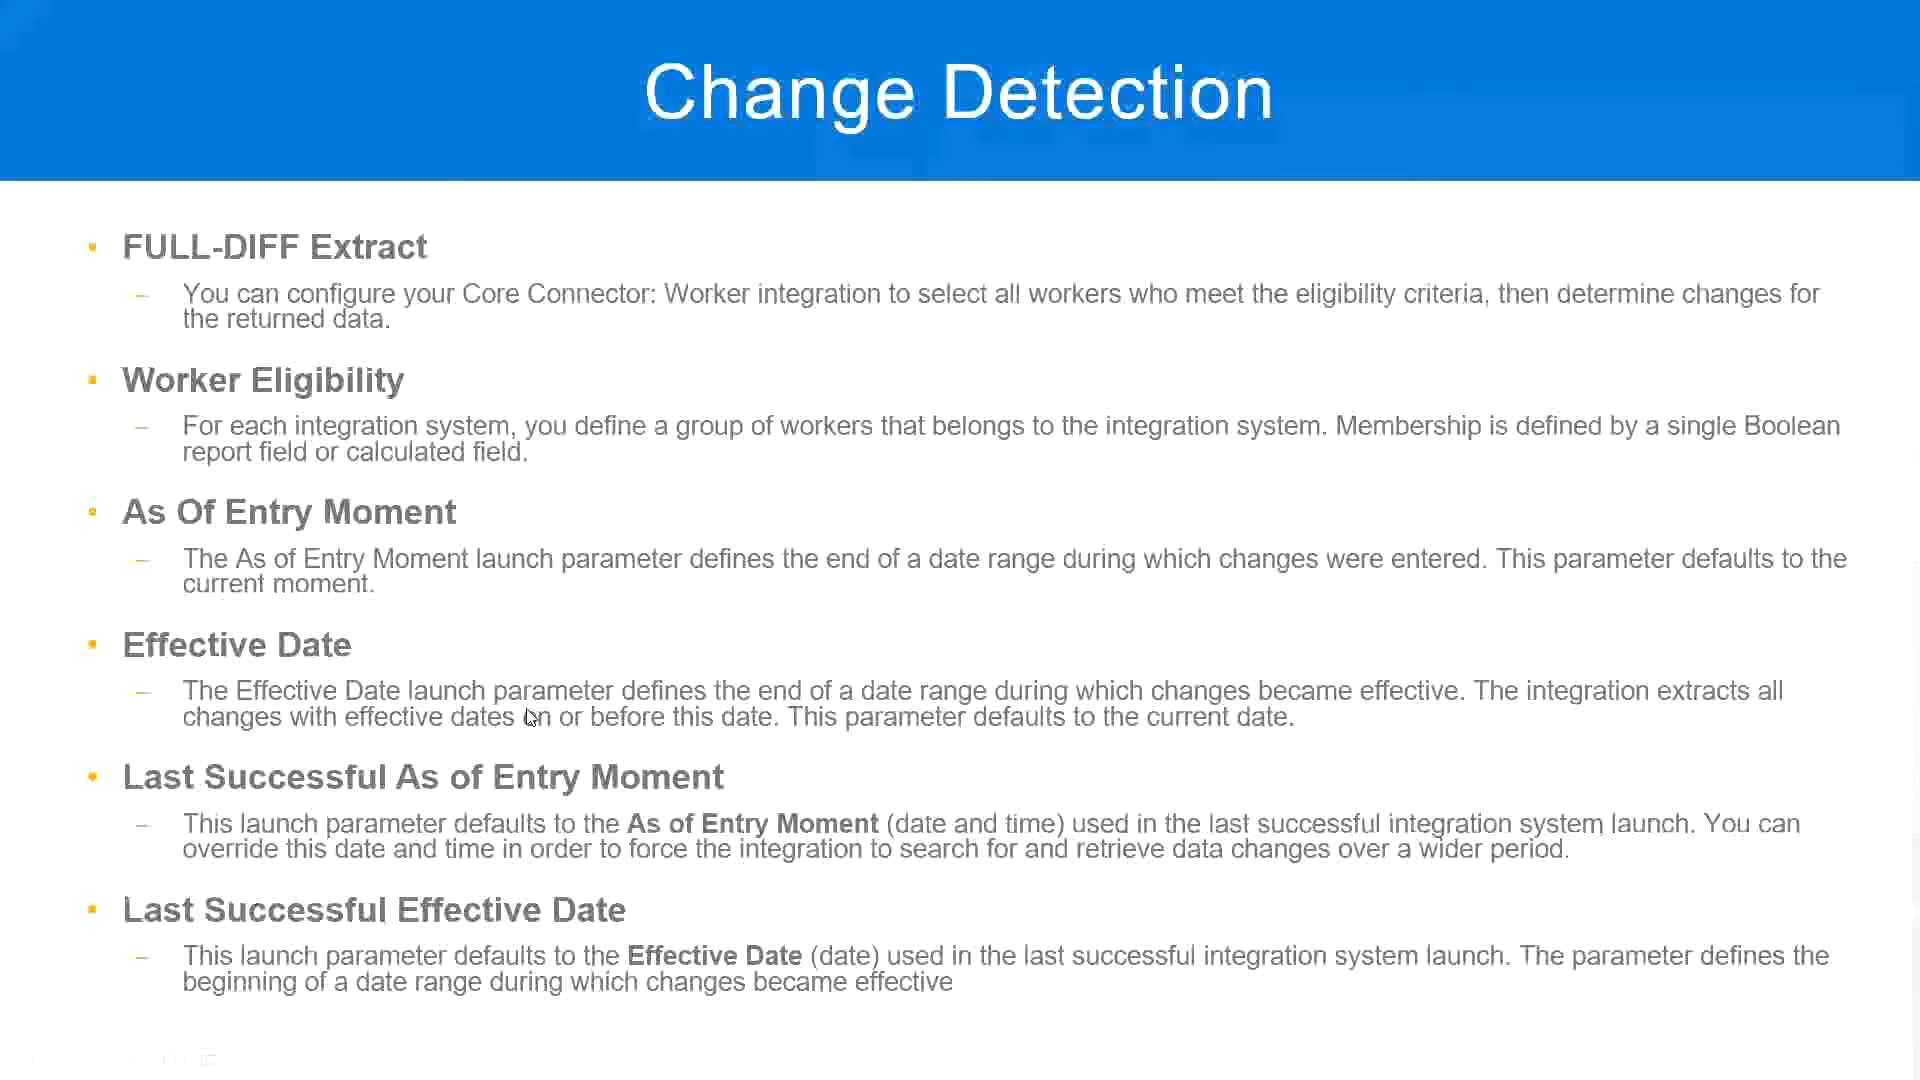 Change Detection
FULL-DIFF Extract
You can configure your Core Connector: Worker integration to select all workers who meet the eligibility criteria, then determine changes for
the returned data.
Worker Eligibility
For each integration system, you define a group of workers that belongs to the integration system. Membership is defined by a single Boolean
report field or calculated field.
As Of Entry Moment
The As of Entry Moment launch parameter defines the end of a date range during which changes were entered. This parameter defaults to the
current moment.
Effective Date
The Effective Date launch parameter defines the end of a date range during which changes became effective. The integration extracts all
changes with effective dates on or before this date. This parameter defaults to the current date.
Last Successful As of Entry Moment
This launch parameter defaults to the As of Entry Moment (date and time) used in the last successful integration system launch. You can
override this date and time in order to force the integration to search for and retrieve data changes over a wider period.
Last Successful Effective Date
This launch parameter defaults to the Effective Date (date) used in the last successful integration system launch. The parameter defines the
beginning of a date range during which changes became effective